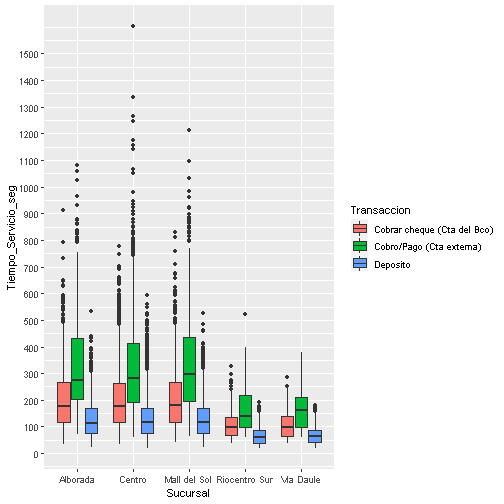 Tiempo_Servicio_seg
1500
1400
1300
1200
1100
1000
900
800
700
600
500
400
300
200
100
0
Alborada Centro Mall del Sol Riocentro Sur Via Daule
Sucursal
Transaccion
Cobrar cheque (Cta del Bco)
Cobro/Pago (Cta externa)
Deposito